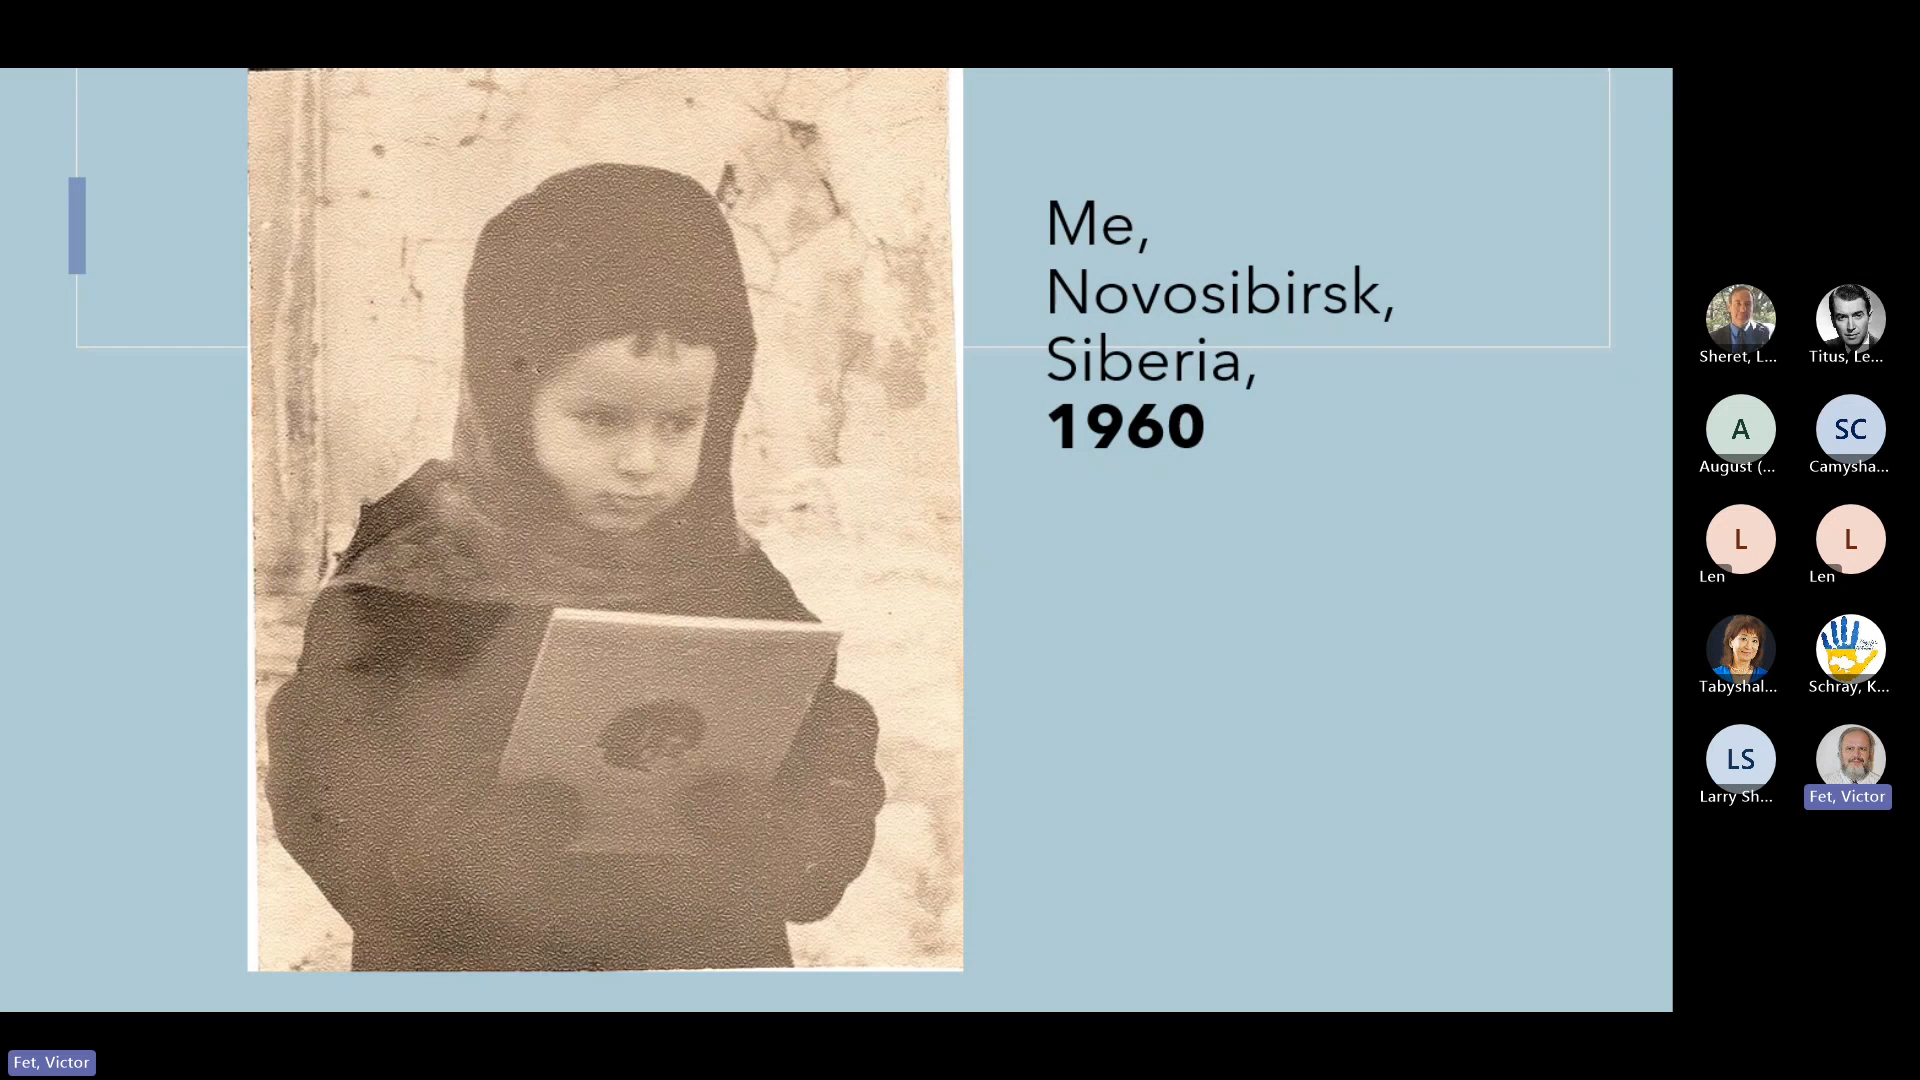 Me,
Novosibirsk,
Siberia,
1960
Sheret, L...
Titus, Le...
A
August (...
SC
Camysha...
L
Len
L
Len
Tabyshal...
Schray, K...
LS
Larry Sh...
Fet, Victor
Fet, Victor